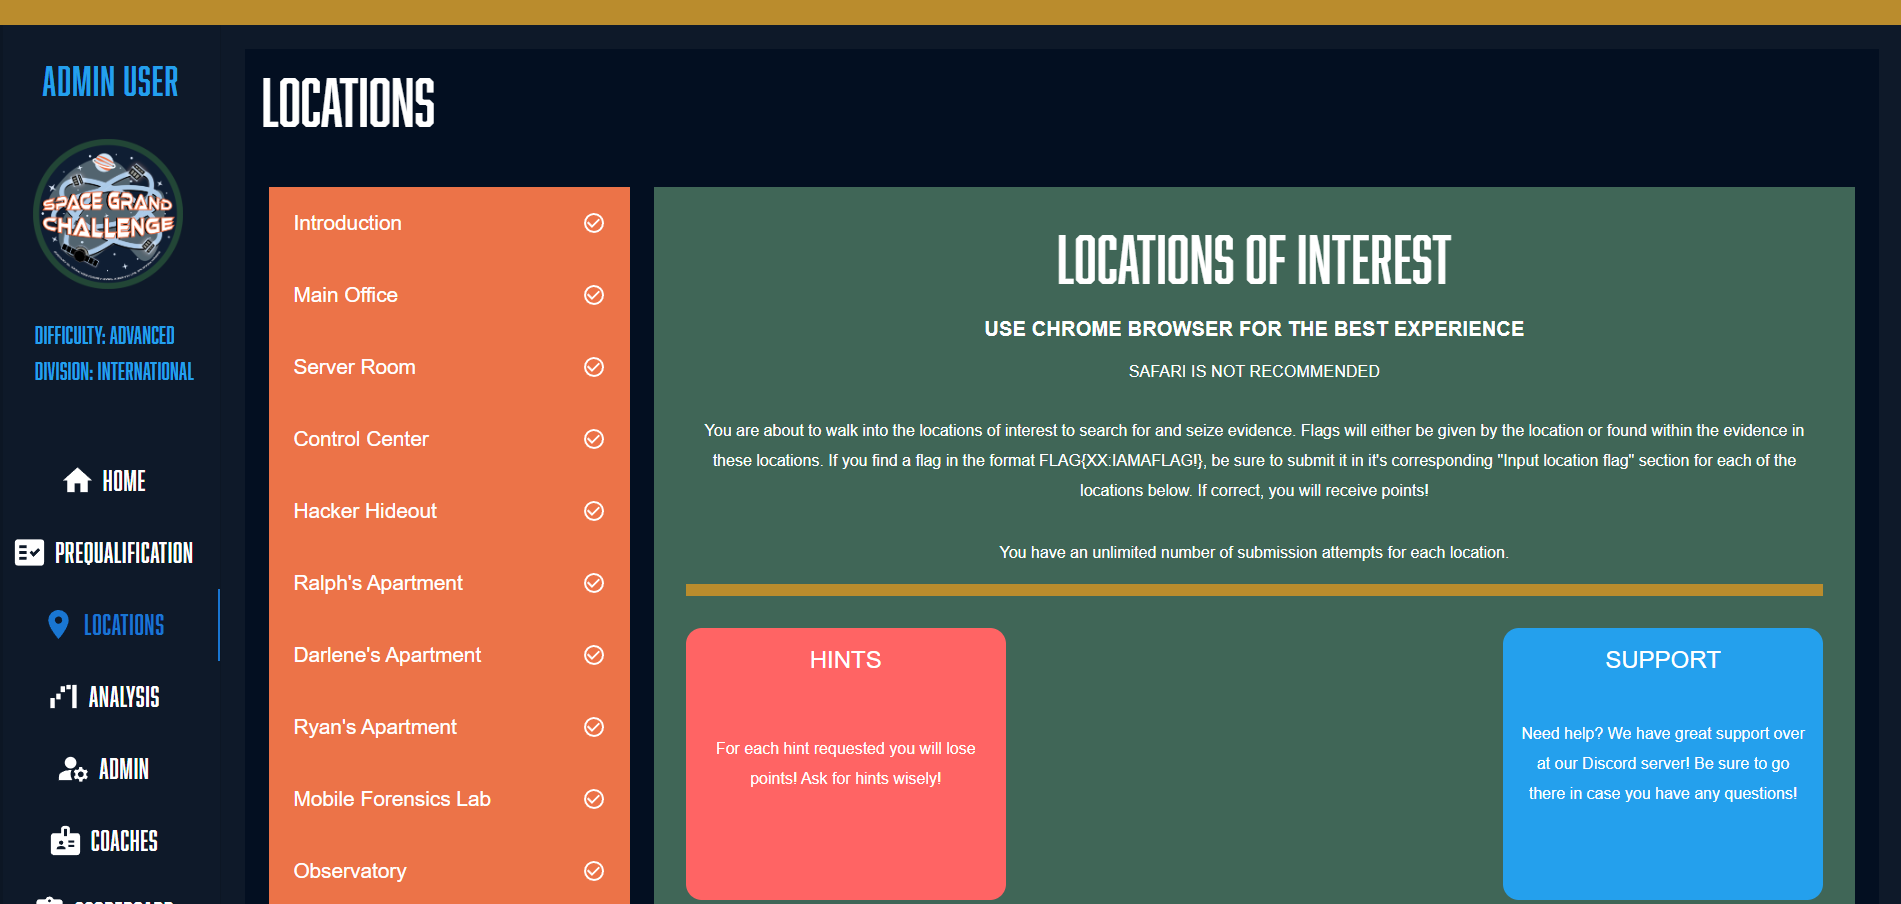 ADMIN USER
SPACE GRAND
CHALLENGE
DIFFICULTY: ADVANCED
DIVISION: INTERNATIONAL
HOME
PREQUALIFICATION
LOCATIONS
ANALYSIS
ADMIN
COACHES
LOCATIONS
Introduction
Main Office
Server Room
Control Center
Hacker Hideout
Ralph's Apartment
Darlene's Apartment
Ryan's Apartment
Mobile Forensics Lab
Observatory
LOCATIONS OF INTEREST
USE CHROME BROWSER FOR THE BEST EXPERIENCE
SAFARI IS NOT RECOMMENDED
You are about to walk into the locations of interest to search for and seize evidence. Flags will either be given by the location or found within the evidence in
these locations. If you find a flag in the format FLAG{XX:IAMAFLAG!}, be sure to submit it in it's corresponding "Input location flag" section for each of the
locations below. If correct, you will receive points!
You have an unlimited number of submission attempts for each location.
HINTS
For each hint requested you will lose
points! Ask for hints wisely!
SUPPORT
Need help? We have great support over
at our Discord server! Be sure to go
there in case you have any questions!